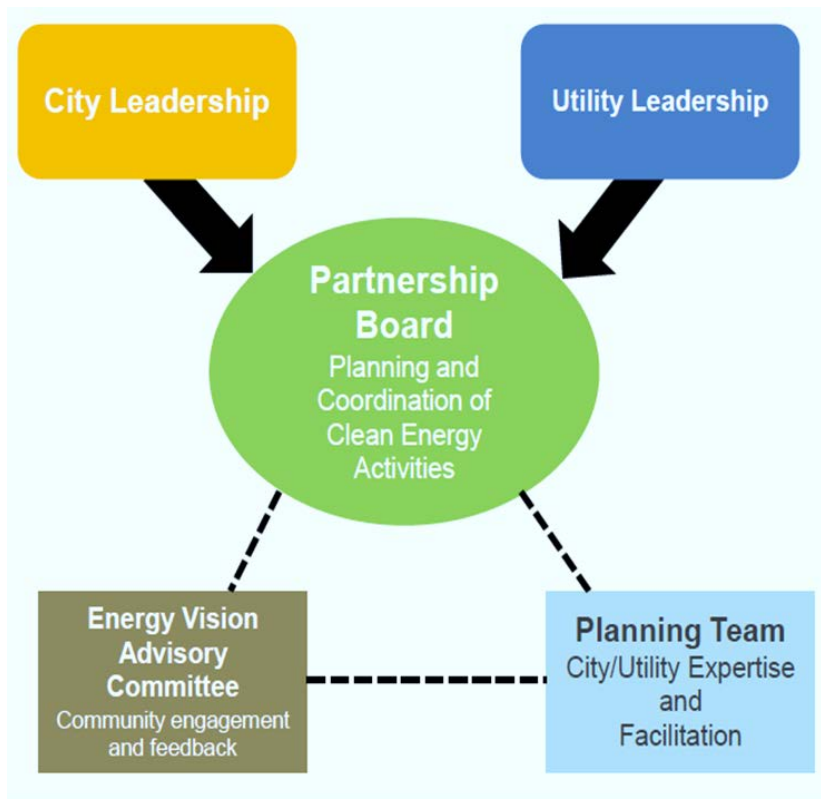 City Leadership
Utility Leadership
Partnership
Board
Planning and
Coordination of
Clean Energy
Activities
Energy Vision
Advisory
Committee
Community engagement
and feedback
Planning Team
City/Utility Expertise
and
Facilitation